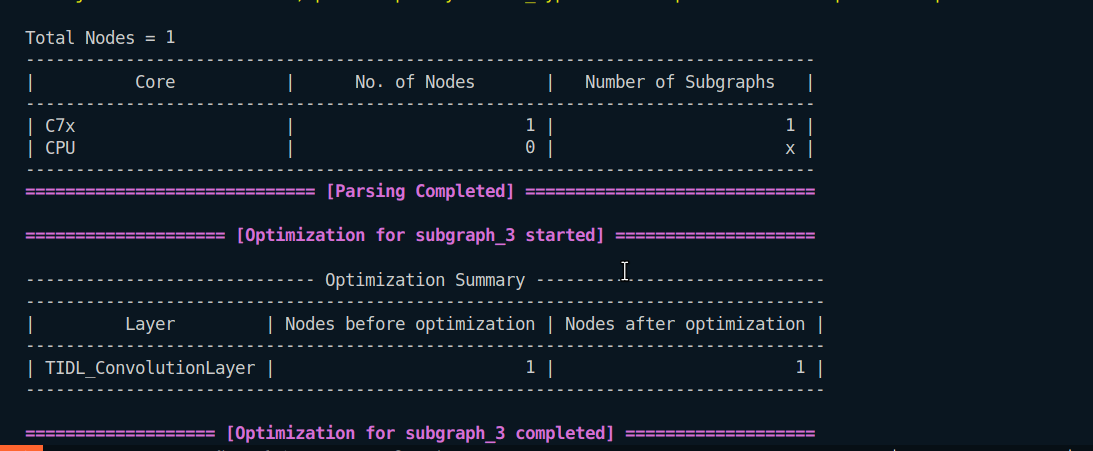 Total Nodes = 1
--------------------------------------------------------------------------------
| Core | No. of Nodes | Number of Subgraphs |
--------------------------------------------------------------------------------
| C7x | 1 | 1 |
| CPU | 0 | x |
--------------------------------------------------------------------------------
============================= [Parsing Completed] =============================
==================== [Optimization for subgraph_3 started] ====================
----------------------------- Optimization Summary -----------------------------
--------------------------------------------------------------------------------
| Layer | Nodes before optimization | Nodes after optimization |
--------------------------------------------------------------------------------
| TIDL_ConvolutionLayer | 1 | 1 |
--------------------------------------------------------------------------------
=================== [Optimization for subgraph_3 completed] ===================